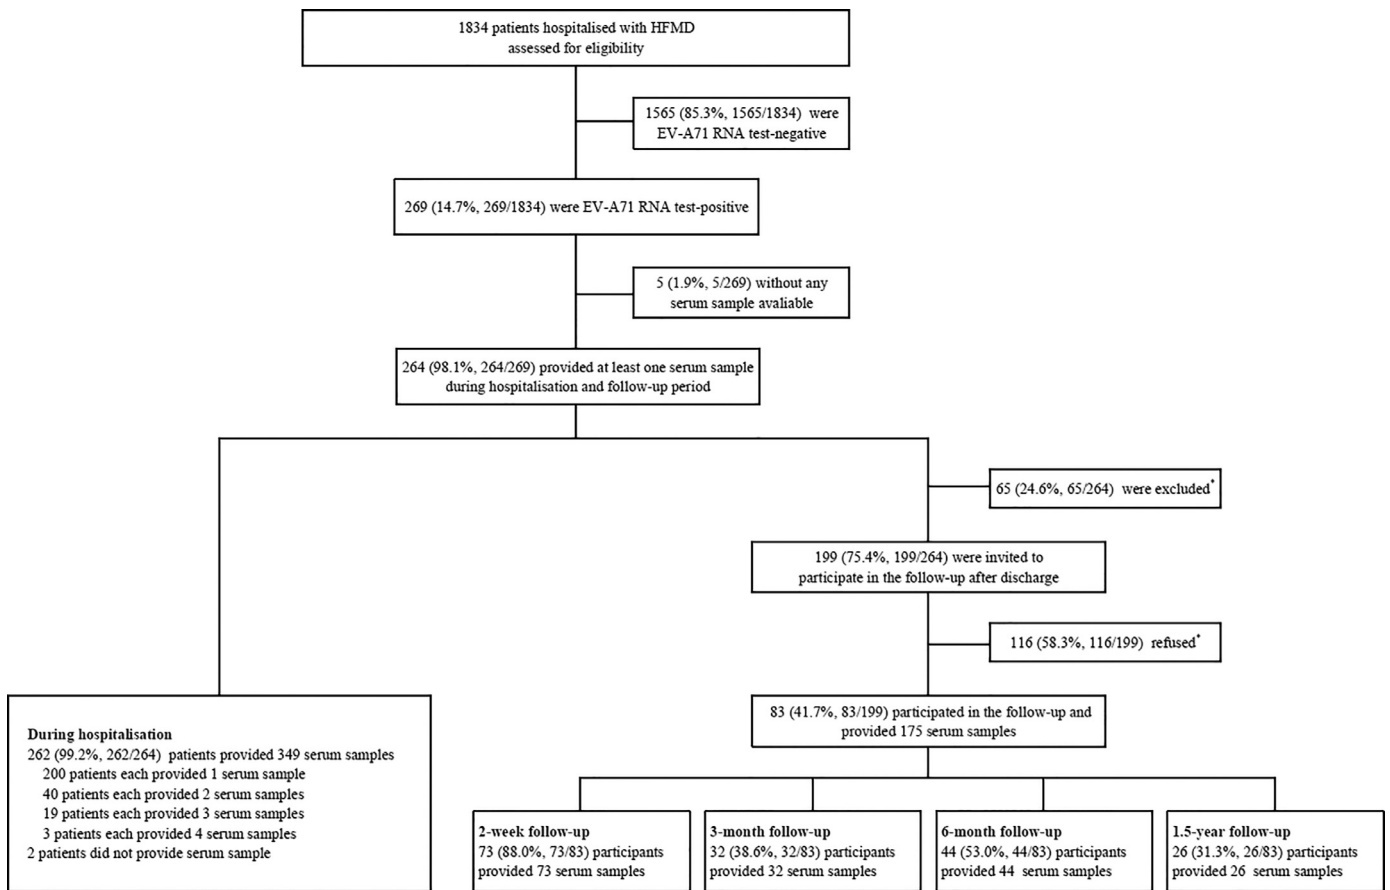 1834 patients hospitalised with HFMD
assessed for eligibility
1565 (85.3%, 1565/1834) were
EV-A71 RNA test-negative
269 (14.7%, 269/1834) were EV-A71 RNA test-positive
5 (1.9%, 5/269) without any
serum sample avaliable
264 (98.1%, 264/269) provided at least one serum sample
during hospitalisation and follow-up period
65 (24.6%, 65/264) were excluded*
199 (75.4%, 199/264) were invited to
participate in the follow-up after discharge
116 (58.3%, 116/199) refused*
83 (41.7%, 83/199) participated in the follow-up and
provided 175 serum samples
During hospitalisation
262 (99.2%, 262/264) patients provided 349 serum samples
200 patients each provided 1 serum sample
40 patients each provided 2 serum samples
19 patients each provided 3 serum samples
3 patients each provided 4 serum samples
2 patients did not provide serum sample
2-week follow-up
73 (88.0%, 73/83) participants
provided 73 serum samples
3-month follow-up
32 (38.6%, 32/83) participants
provided 32 serum samples
6-month follow-up
44 (53.0%, 44/83) participants
provided 44 serum samples
1.5-year follow-up
26 (31.3%, 26/83) participants
provided 26 serum samples